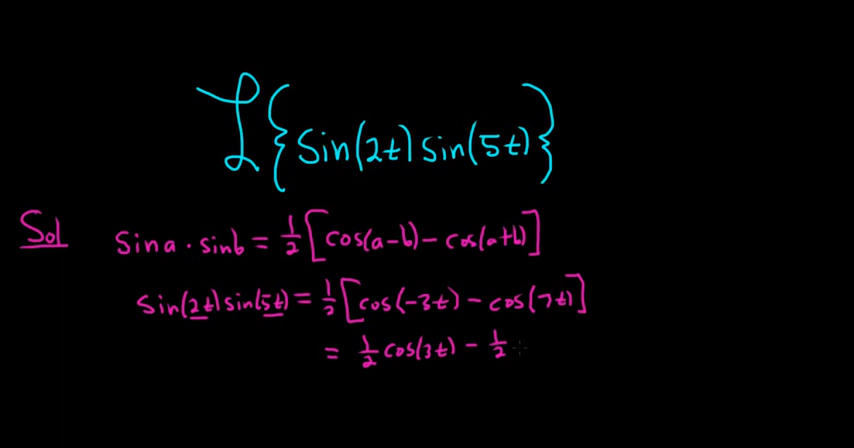 ℒ{Sin(2t) sin(5t)}
Sol
Sin a · sin b = 1/2 [cos(a-b) - cos(a+b)]
Sin(2t) sin(5t) = 1/2 [cos(-3t) - cos(7t)]
= 1/2 cos(3t) - 1/2